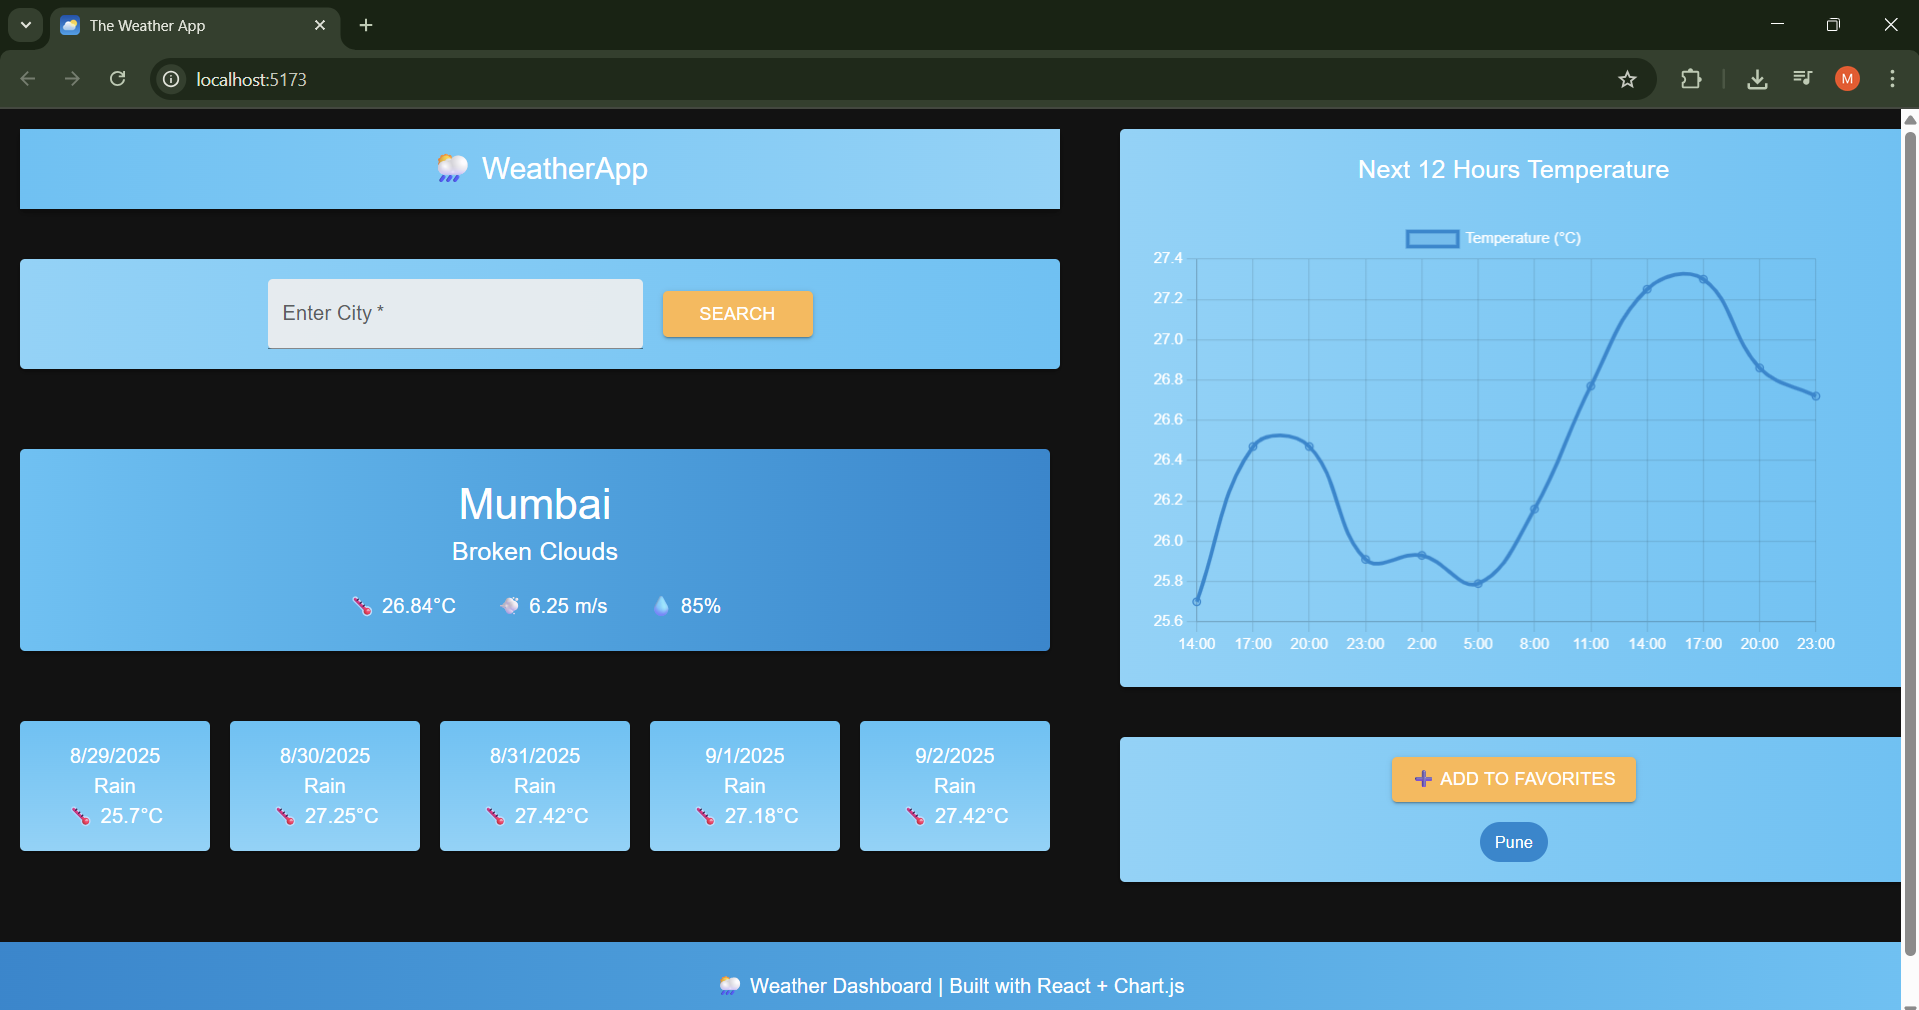 The Weather App
localhost:5173
M
WeatherApp
Enter City *
SEARCH
Mumbai
Broken Clouds
26.84°C 6.25 m/s 85%
8/29/2025
Rain
25.7°C
8/30/2025
Rain
27.25°C
8/31/2025
Rain
27.42°C
9/1/2025
Rain
27.18°C
9/2/2025
Rain
27.42°C
Next 12 Hours Temperature
Temperature (°C)
27.4
27.2
27.0
26.8
26.6
26.4
26.2
26.0
25.8
25.6
14:00 17:00 20:00 23:00 2:00 5:00 8:00 11:00 14:00 17:00 20:00 23:00
ADD TO FAVORITES
Pune
Weather Dashboard | Built with React + Chart.js